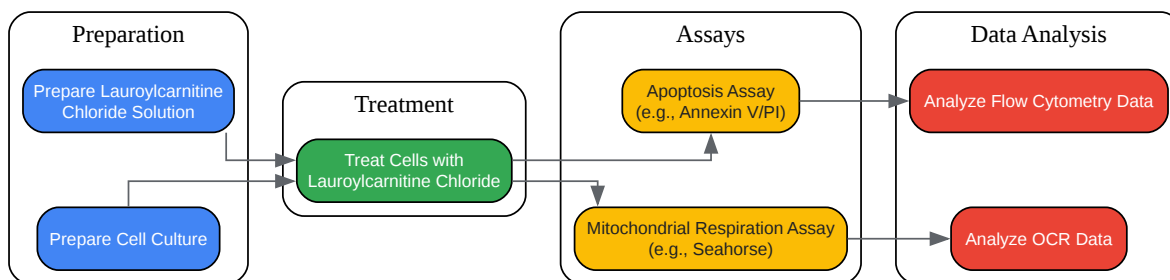 Preparation
Prepare Lauroylcarnitine
Chloride Solution
Prepare Cell Culture
Treatment
Treat Cells with
Lauroylcarnitine Chloride
Assays
Apoptosis Assay
(e.g., Annexin V/PI)
Mitochondrial Respiration Assay
(e.g., Seahorse)
Data Analysis
Analyze Flow Cytometry Data
Analyze OCR Data